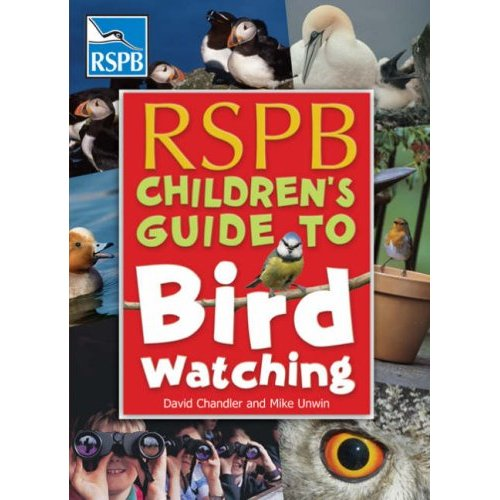 RSPB
RSPB
CHILDREN'S
GUIDE TO
Bird
Watching
David Chandler and Mike Unwin